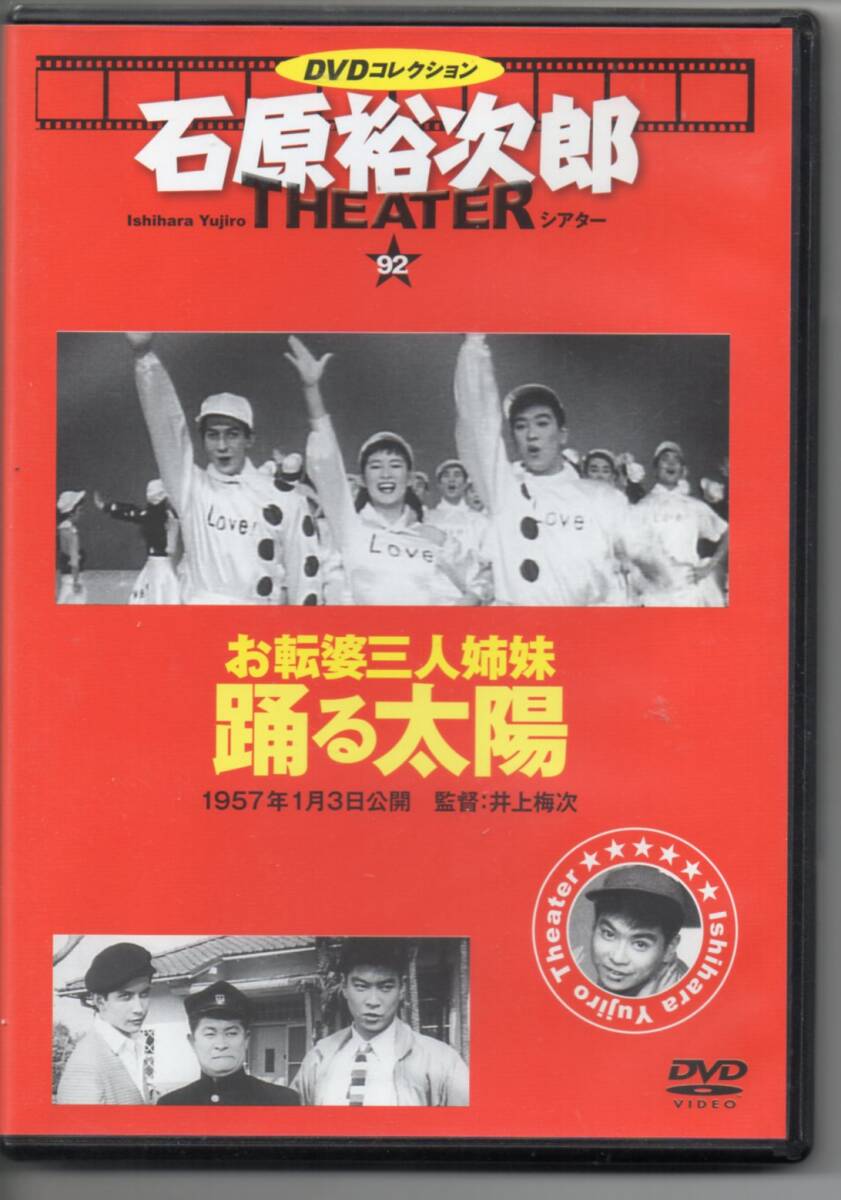 DVDコレクション
石原裕次郎
Ishihara Yujiro THEATER シアター
92
Love!
Love!
Love!
お転婆三人姉妹
踊る太陽
1957年1月3日公開 監督:井上梅次
Ishihara Yujiro Theater
DVD
VIDEO